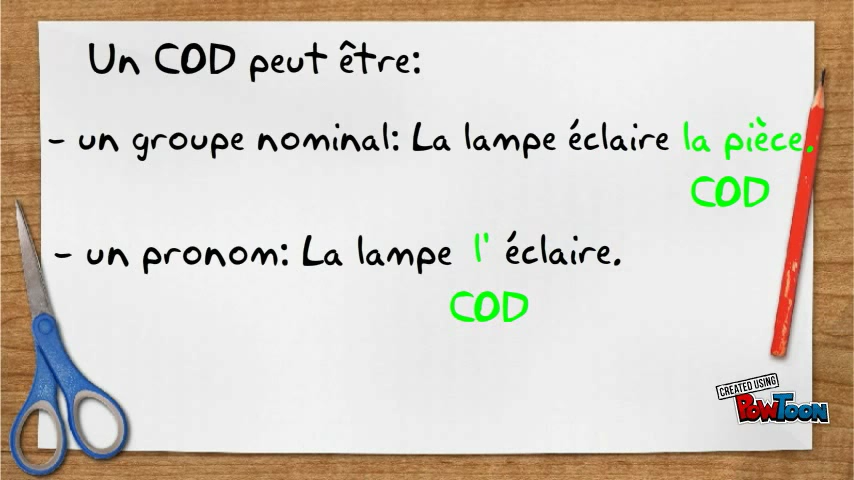 Un COD peut être:
- un groupe nominal: La lampe éclaire la pièce.
COD
- un pronom: La lampe l' éclaire.
COD
CREATED USING
POWTOON